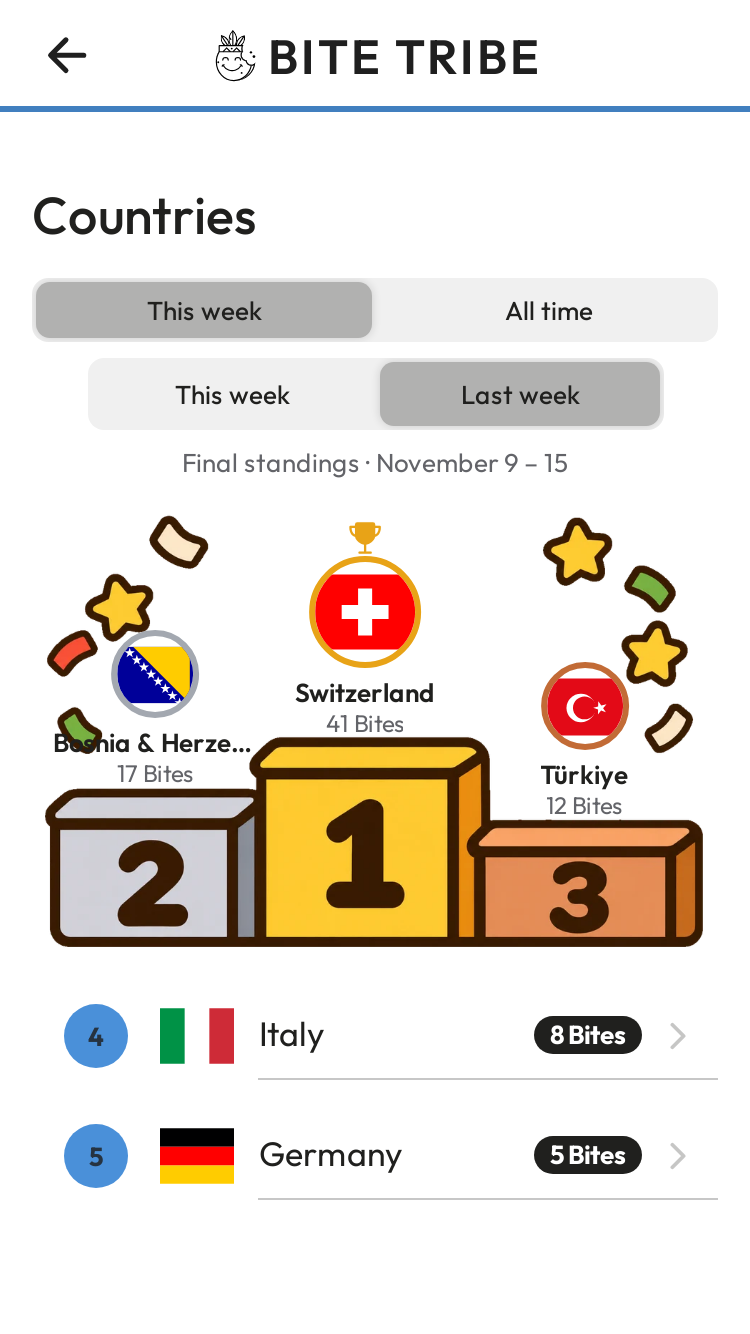 BITE TRIBE
Countries
This week
All time
This week
Last week
Final standings · November 9 – 15
Switzerland
41 Bites
Bosnia & Herze...
17 Bites
Türkiye
12 Bites
1
2
3
4
Italy
8 Bites
5
Germany
5 Bites